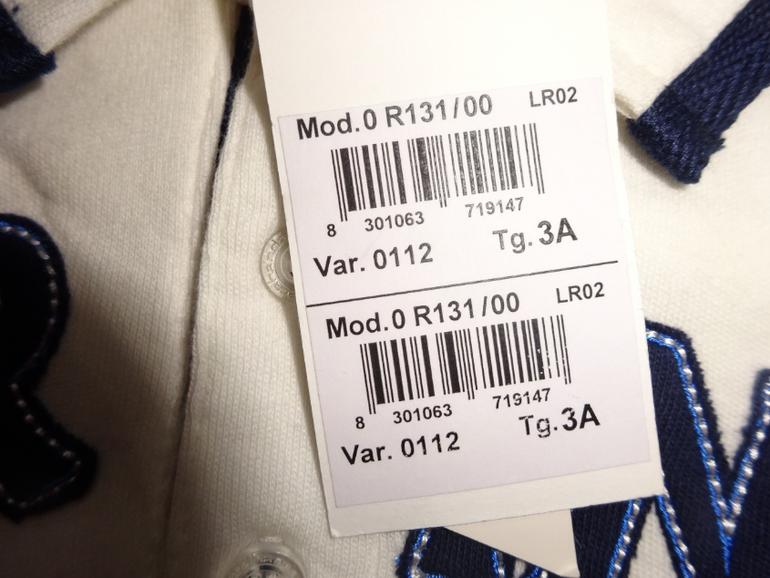 Mod.0 R131/00 LR02
8 301063 719147
Var. 0112 Tg. 3A
Mod.0 R131/00 LR02
8 301063 719147
Var. 0112 Tg. 3A
R